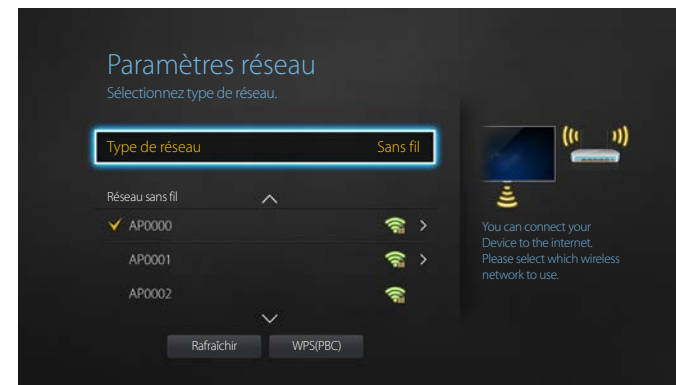 Paramètres réseau
Sélectionnez type de réseau.
Type de réseau Sans fil
Réseau sans fil
AP0000
AP0001
AP0002
Rafraîchir WPS(PBC)
You can connect your
Device to the internet.
Please select which wireless
network to use.